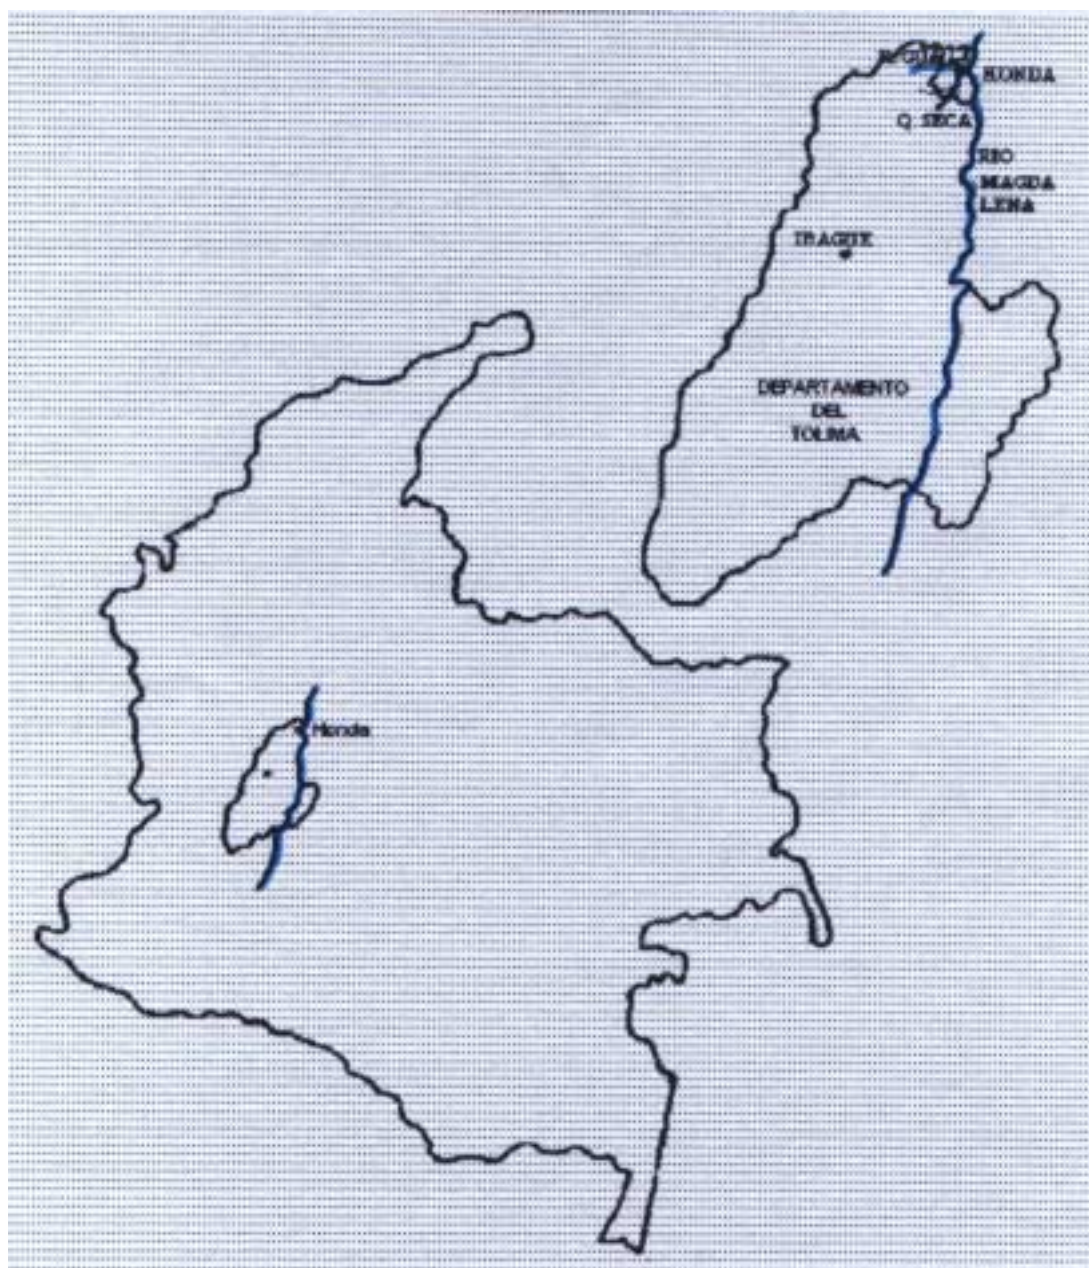 HONDA
Q. SECA
RIO
MAGDA
LENA
IBAGUE
DEPARTAMENTO
DEL
TOLIMA
Honda